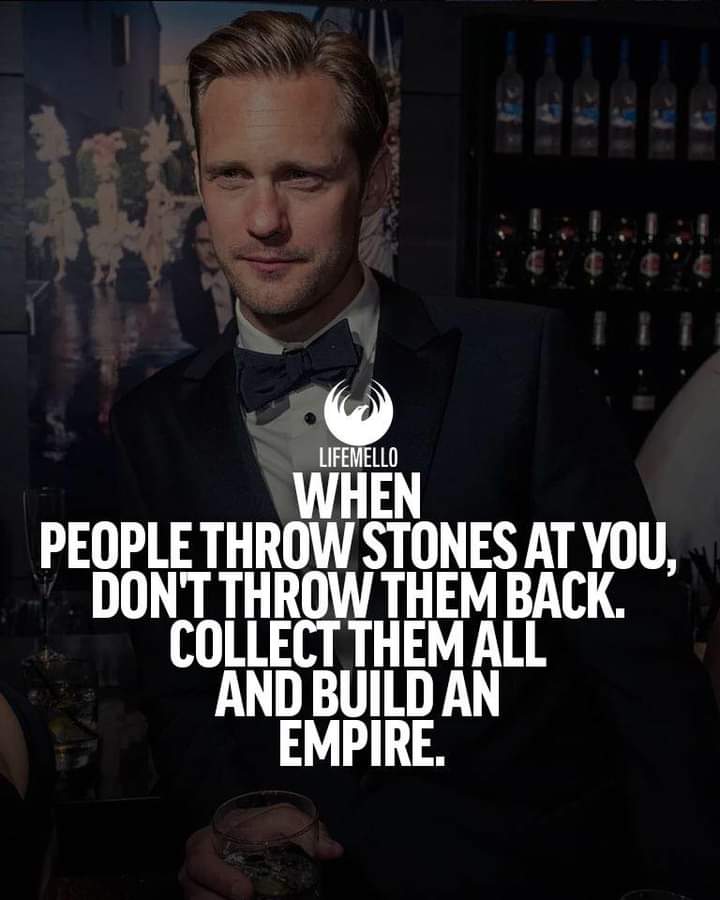 LIFEMELLO
WHEN
PEOPLE THROW STONES AT YOU,
DON'T THROW THEM BACK.
COLLECT THEM ALL
AND BUILD AN
EMPIRE.